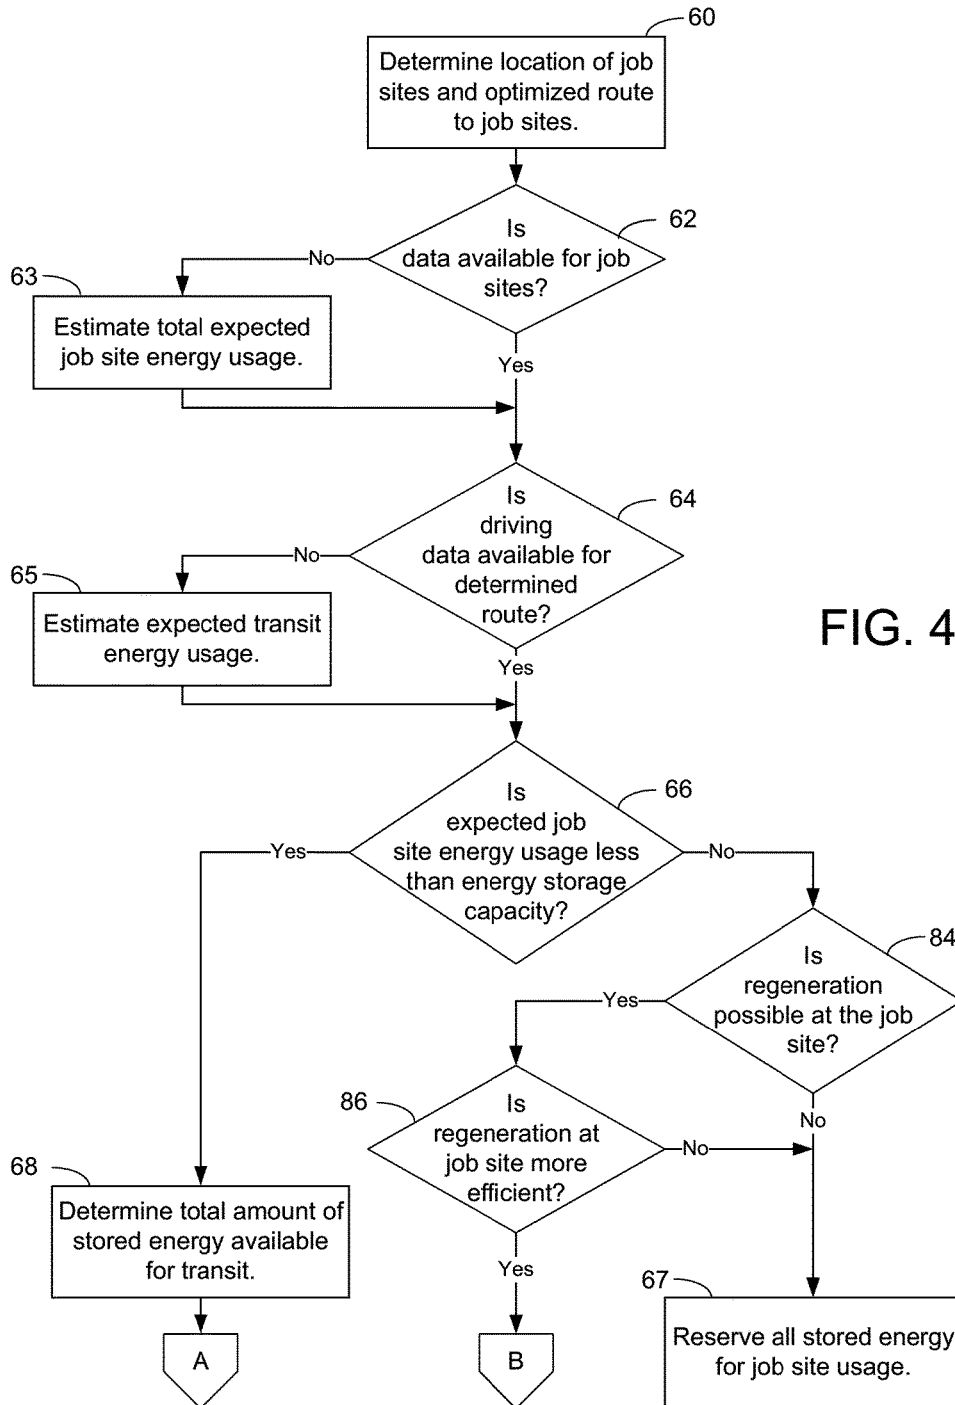 60
Determine location of job
sites and optimized route
to job sites.
62
Is
data available for job
sites?
No
Yes
63
Estimate total expected
job site energy usage.
64
Is
driving
data available for
determined
route?
No
Yes
65
Estimate expected transit
energy usage.
FIG. 4
66
Is
expected job
site energy usage less
than energy storage
capacity?
Yes
No
84
Is
regeneration
possible at the job
site?
Yes
No
86
Is
regeneration at
job site more
efficient?
No
Yes
68
Determine total amount of
stored energy available
for transit.
67
Reserve all stored energy
for job site usage.
A
B